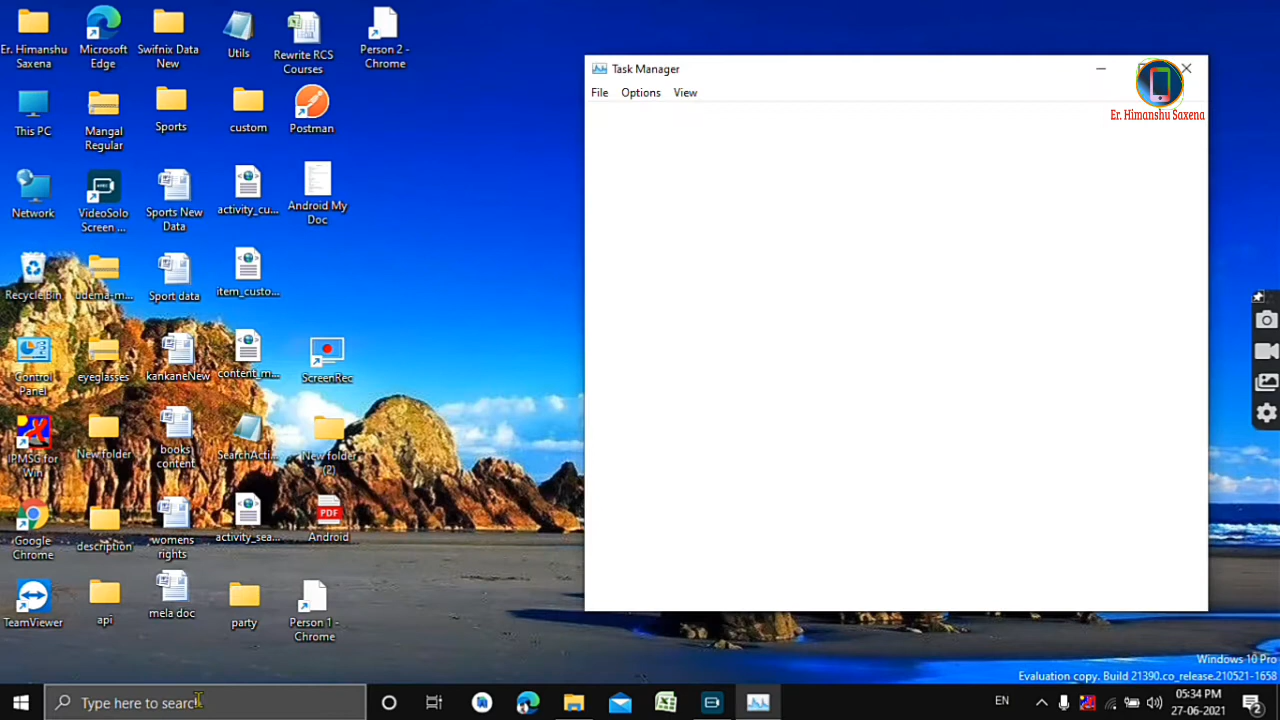 Er. Himanshu
Saxena
Microsoft
Edge
Swifnix Data
New
Utils
Rewrite RCS
Courses
Person 2 -
Chrome
This PC
Mangal
Regular
Sports
custom
Postman
Network
VideoSolo
Screen ...
Sports New
Data
activity_cu...
Android My
Doc
Recycle Bin
Sport data
item_custo...
Control
Panel
eyeglasses
kankaneNew
content_m...
ScreenRec
IPMSG for
Win
New folder
books
content
SearchActi...
New folder
(2)
Google
Chrome
description
womens
rights
activity_sea...
PDF
Android
TeamViewer
api
mela doc
party
Person 1 -
Chrome
Task Manager
File Options View
Er. Himanshu Saxena
Windows 10 Pro
Evaluation copy. Build 21390.co_release.210521-1658
Type here to search
EN
05:34 PM
27-06-2021
2